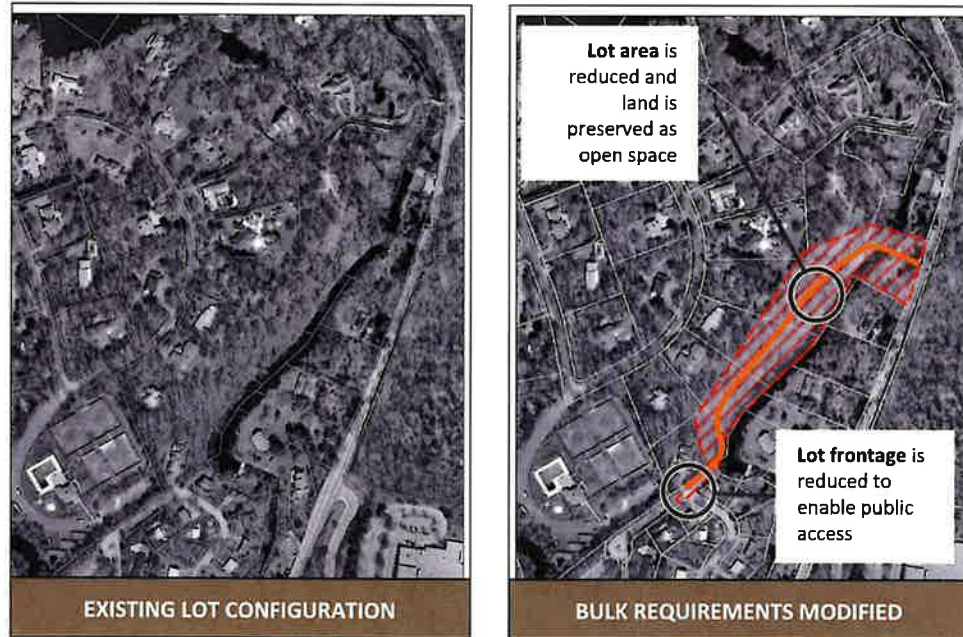 Lot area is
reduced and
land is
preserved as
open space
Lot frontage is
reduced to
enable public
access
EXISTING LOT CONFIGURATION
BULK REQUIREMENTS MODIFIED